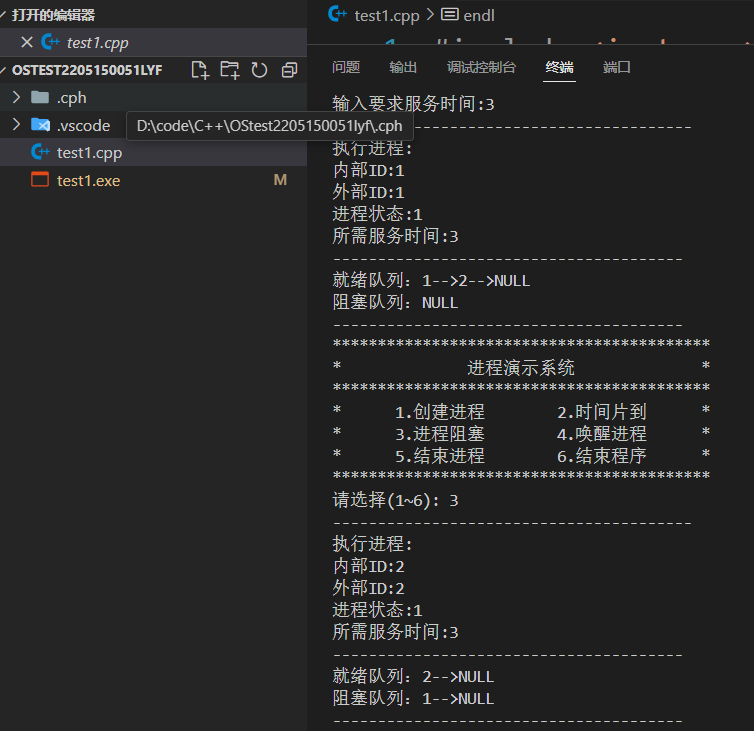 打开的编辑器
test1.cpp
OSTEST2205150051LYF
.cph
.vscode
D:\code\C++\OStest2205150051lyf\.cph
test1.cpp
test1.exe M
test1.cpp > endl
问题 输出 调试控制台 终端 端口
输入要求服务时间:3
----------------------------------------
执行进程:
内部ID:1
外部ID:1
进程状态:1
所需服务时间:3
---------------------------------------
就绪队列: 1-->2-->NULL
阻塞队列: NULL
---------------------------------------
******************************************
* 进程演示系统 *
******************************************
* 1.创建进程 2.时间片到 *
* 3.进程阻塞 4.唤醒进程 *
* 5.结束进程 6.结束程序 *
******************************************
请选择(1~6): 3
----------------------------------------
执行进程:
内部ID:2
外部ID:2
进程状态:1
所需服务时间:3
---------------------------------------
就绪队列: 2-->NULL
阻塞队列: 1-->NULL
---------------------------------------